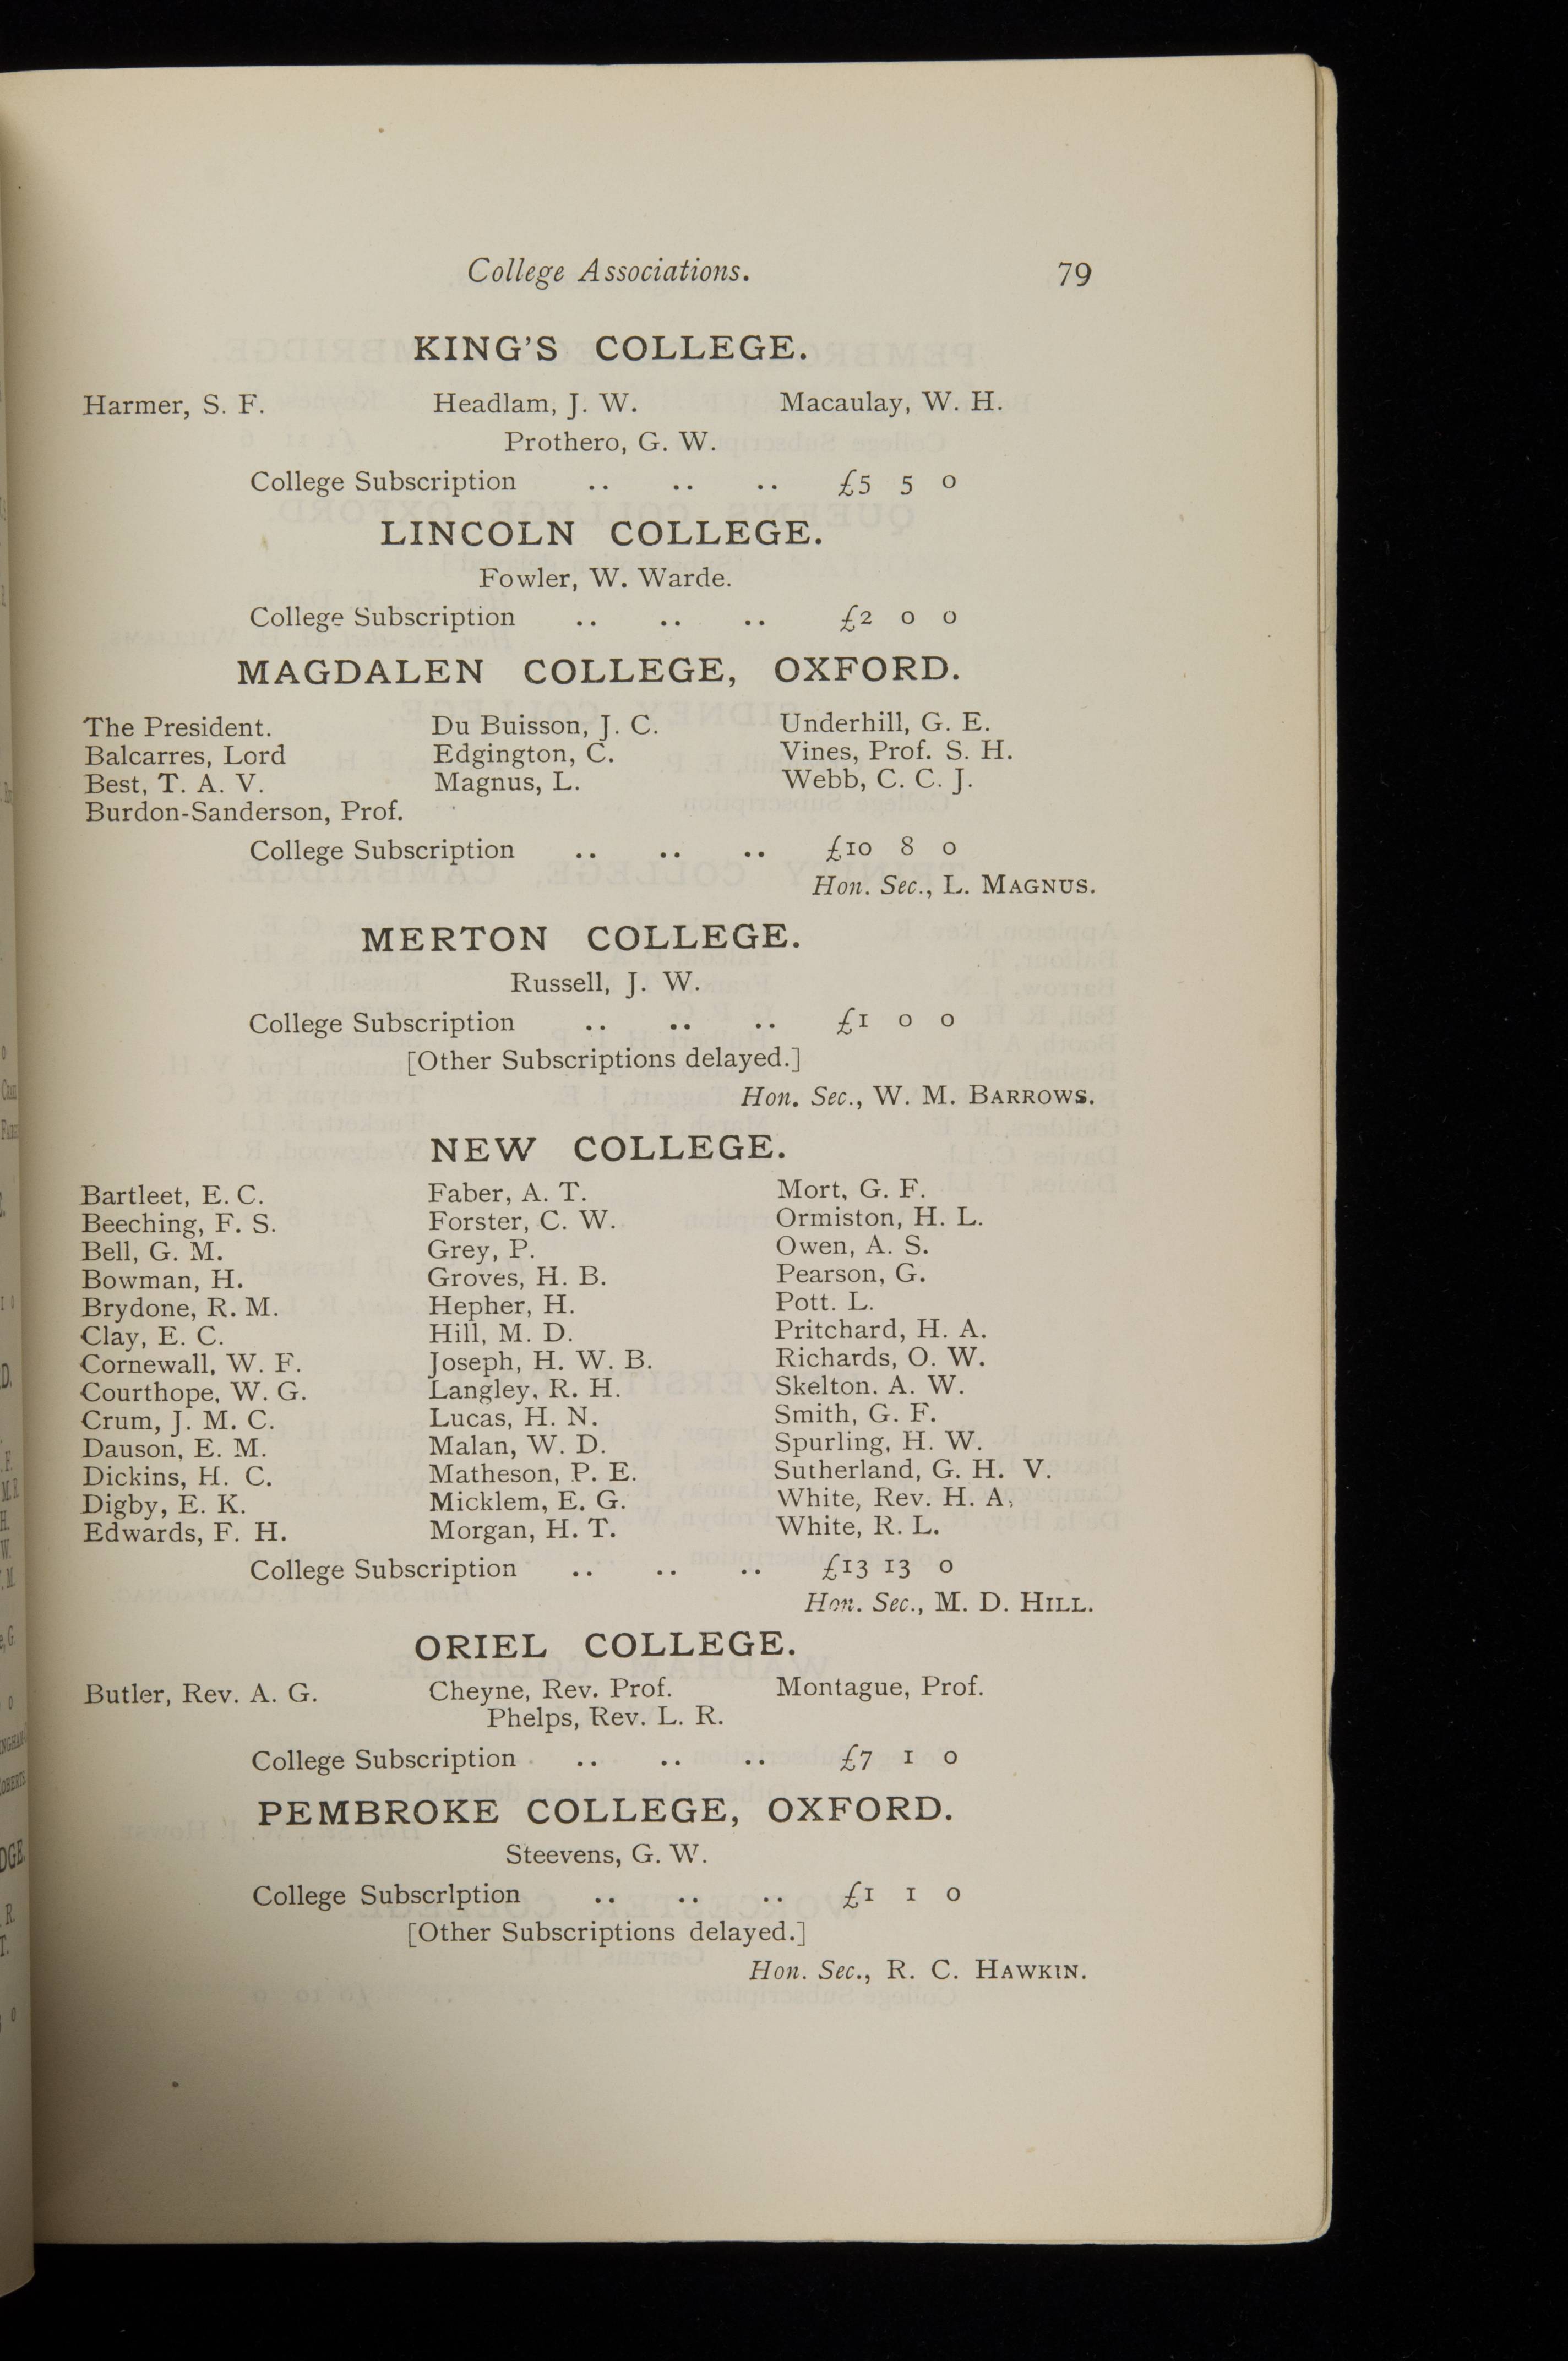 College Associations. 79
KING'S COLLEGE.
Harmer, S. F. Headlam, J. W. Macaulay, W. H.
Prothero, G. W.
College Subscription .. .. .. £5 5 0
LINCOLN COLLEGE.
Fowler, W. Warde.
College Subscription .. .. .. £2 0 0
MAGDALEN COLLEGE, OXFORD.
The President. Du Buisson, J. C. Underhill, G. E.
Balcarres, Lord Edgington, C. Vines, Prof. S. H.
Best, T. A. V. Magnus, L. Webb, C. C. J.
Burdon-Sanderson, Prof.
College Subscription .. .. .. £10 8 0
Hon. Sec., L. MAGNUS.
MERTON COLLEGE.
Russell, J. W.
College Subscription .. .. .. £1 0 0
[Other Subscriptions delayed.]
Hon. Sec., W. M. BARROWS.
NEW COLLEGE.
Bartleet, E. C. Faber, A. T. Mort, G. F.
Beeching, F. S. Forster, C. W. Ormiston, H. L.
Bell, G. M. Grey, P. Owen, A. S.
Bowman, H. Groves, H. B. Pearson, G.
Brydone, R. M. Hepher, H. Pott. L.
Clay, E. C. Hill, M. D. Pritchard, H. A.
Cornewall, W. F. Joseph, H. W. B. Richards, O. W.
Courthope, W. G. Langley, R. H. Skelton. A. W.
Crum, J. M. C. Lucas, H. N. Smith, G. F.
Dauson, E. M. Malan, W. D. Spurling, H. W.
Dickins, H. C. Matheson, P. E. Sutherland, G. H. V.
Digby, E. K. Micklem, E. G. White, Rev. H. A.
Edwards, F. H. Morgan, H. T. White, R. L.
College Subscription .. .. .. £13 13 0
Hon. Sec., M. D. HILL.
ORIEL COLLEGE.
Butler, Rev. A. G. Cheyne, Rev. Prof. Montague, Prof.
Phelps, Rev. L. R.
College Subscription .. .. .. £7 1 0
PEMBROKE COLLEGE, OXFORD.
Steevens, G. W.
College Subscrlption .. .. .. £1 1 0
[Other Subscriptions delayed.]
Hon. Sec., R. C. HAWKIN.